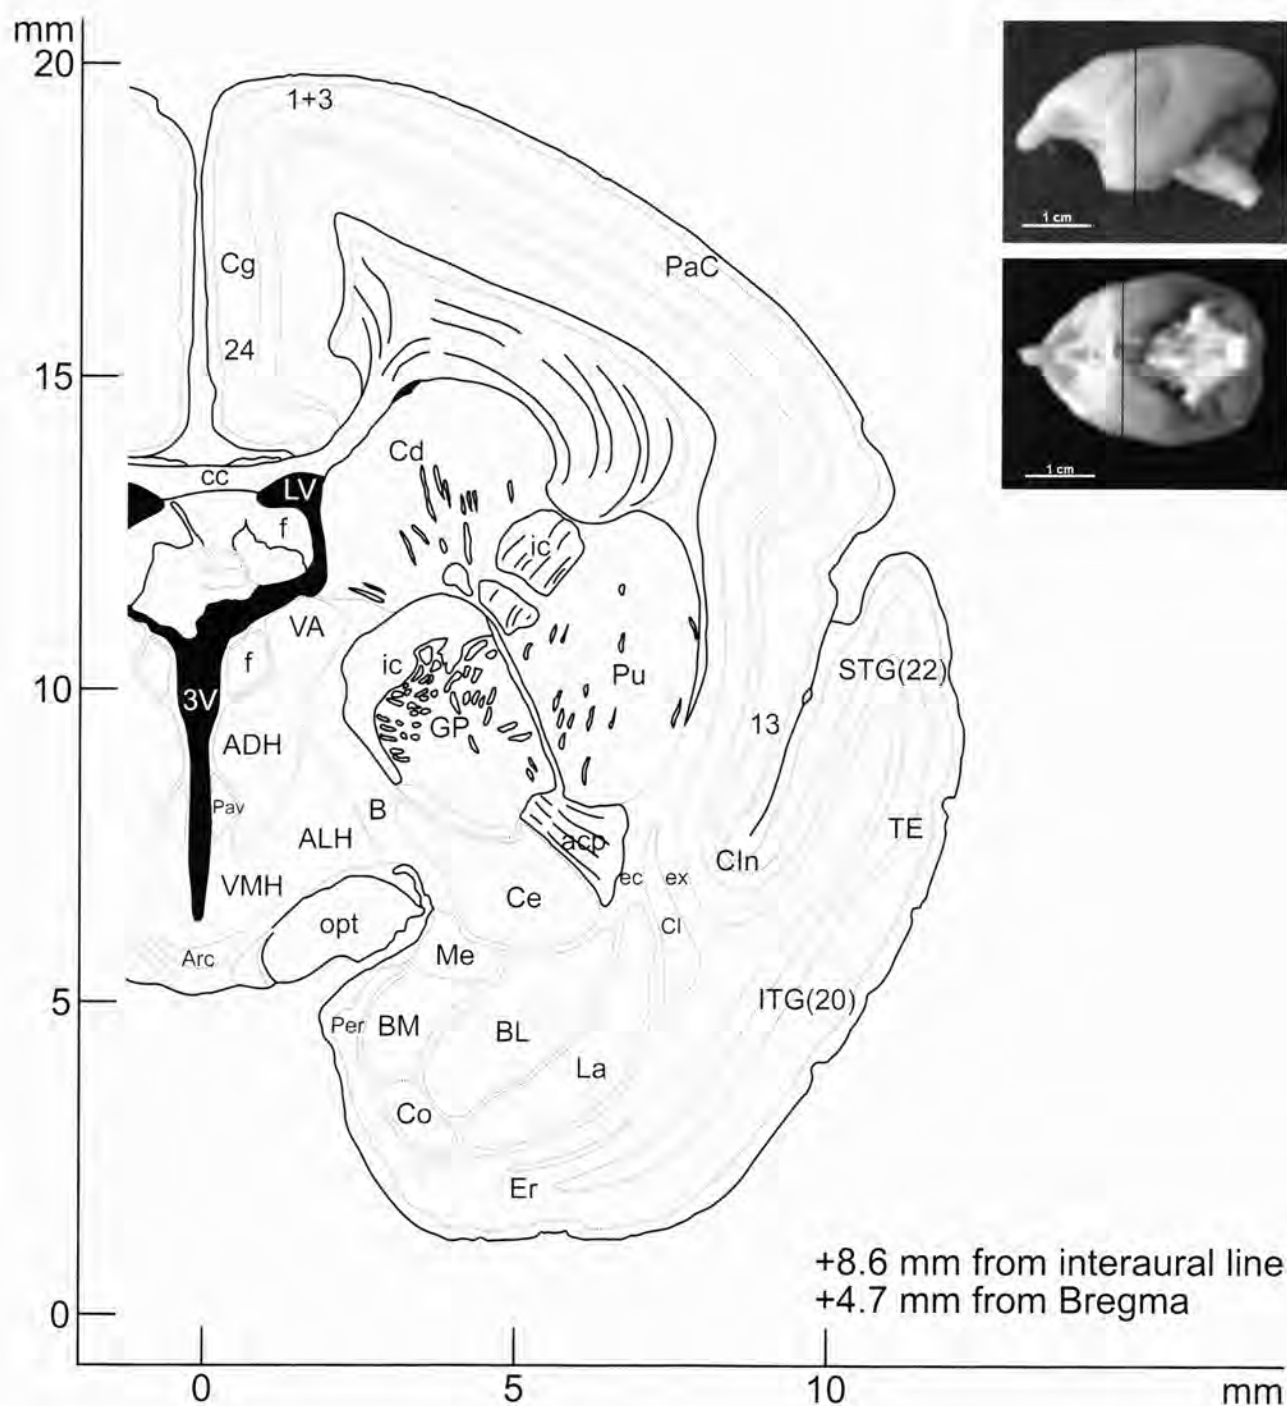 mm
20
1+3
1 cm
Cg
PaC
24
15
1 cm
Cd
cc
LV
f
ic
VA
f
ic
STG(22)
Pu
10
3V
GP
13
ADH
Pav
B
TE
ALH
acp
CIn
VMH
ec
ex
Ce
opt
Cl
Me
Arc
5
ITG(20)
Per
BM
BL
La
Co
Er
+8.6 mm from interaural line
+4.7 mm from Bregma
0
0
5
10
mm